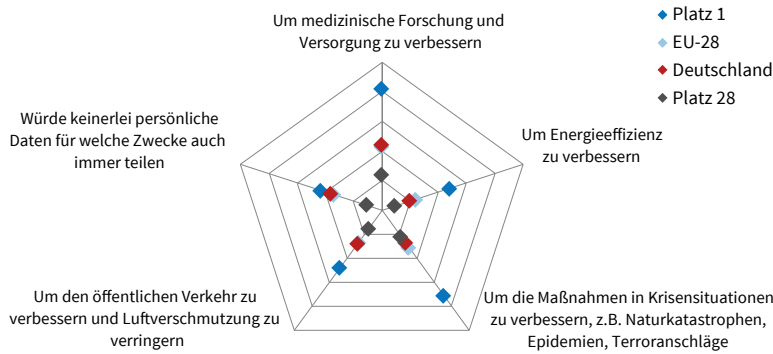 Um medizinische Forschung und
Versorgung zu verbessern
Platz 1
EU-28
Deutschland
Platz 28
Würde keinerlei persönliche
Daten für welche Zwecke auch
immer teilen
Um Energieeffizienz
zu verbessern
Um den öffentlichen Verkehr zu
verbessern und Luftverschmutzung zu
verringern
Um die Maßnahmen in Krisensituationen
zu verbessern, z.B. Naturkatastrophen,
Epidemien, Terroranschläge